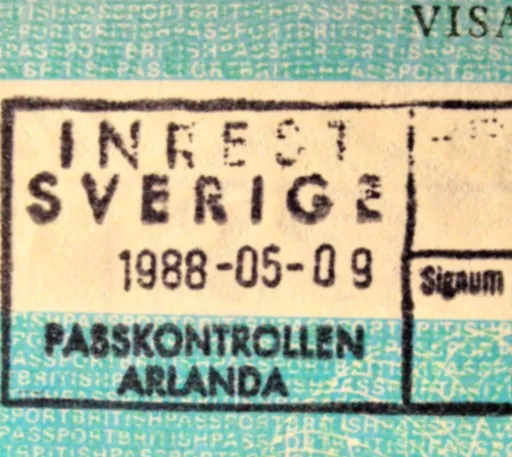 VISA
INREST
SVERIGE
1988-05-09
Signum
PASSKONTROLLEN
ARLANDA